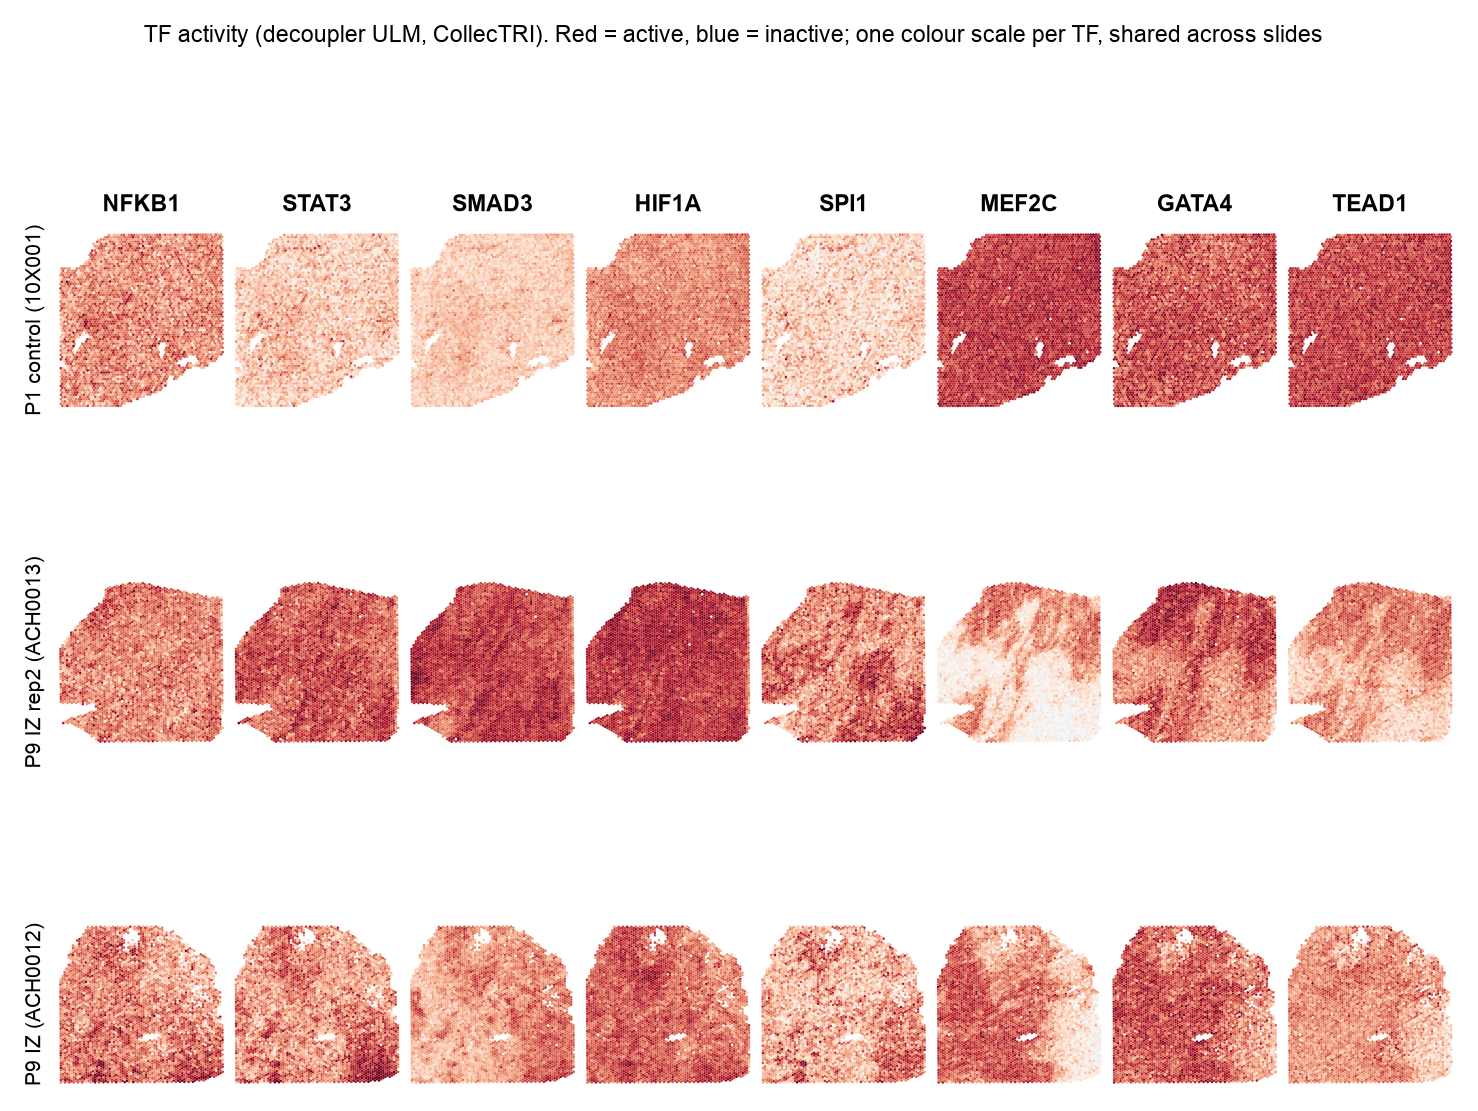 TF activity (decoupler ULM, CollecTRI). Red = active, blue = inactive; one colour scale per TF, shared across slides
NFKB1 STAT3 SMAD3 HIF1A SPI1 MEF2C GATA4 TEAD1
P1 control (10X001)
P9 IZ rep2 (ACH0013)
P9 IZ (ACH0012)